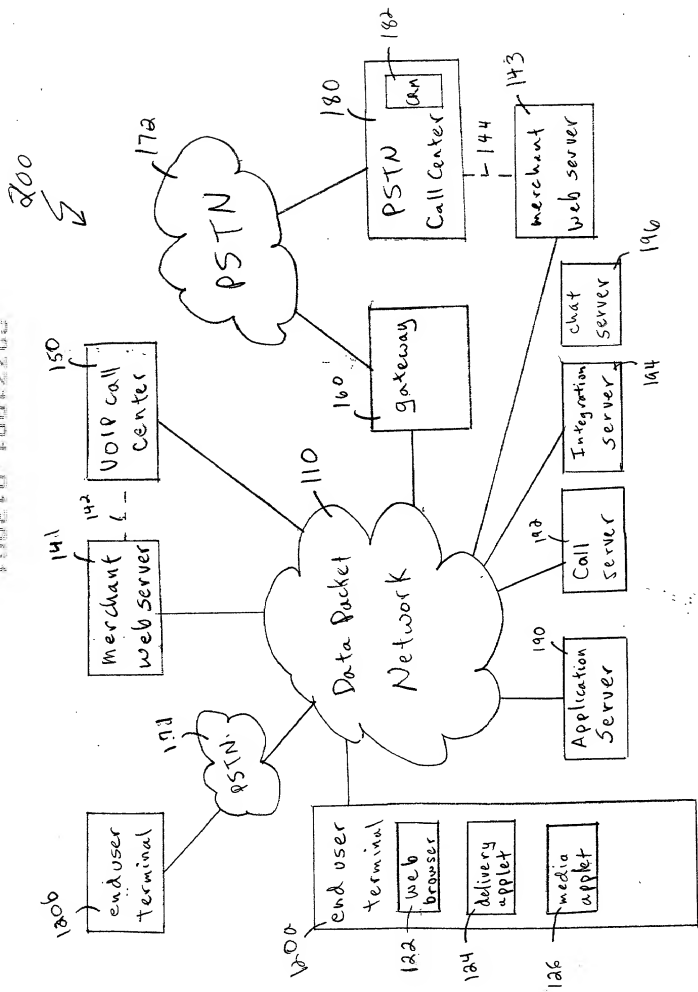 200
120b
end user
terminal
172
PSTN
141
merchant
web server
142
150
VOIP call
center
172
PSTN
110
Data Packet
Network
160
gateway
180
PSTN
Call Center
CRM
182
144
143
merchant
web server
120a
end user
terminal
122
web
browser
124
delivery
applet
126
media
applet
190
Application
Server
192
Call
Server
Integration
server
194
chat
server
196